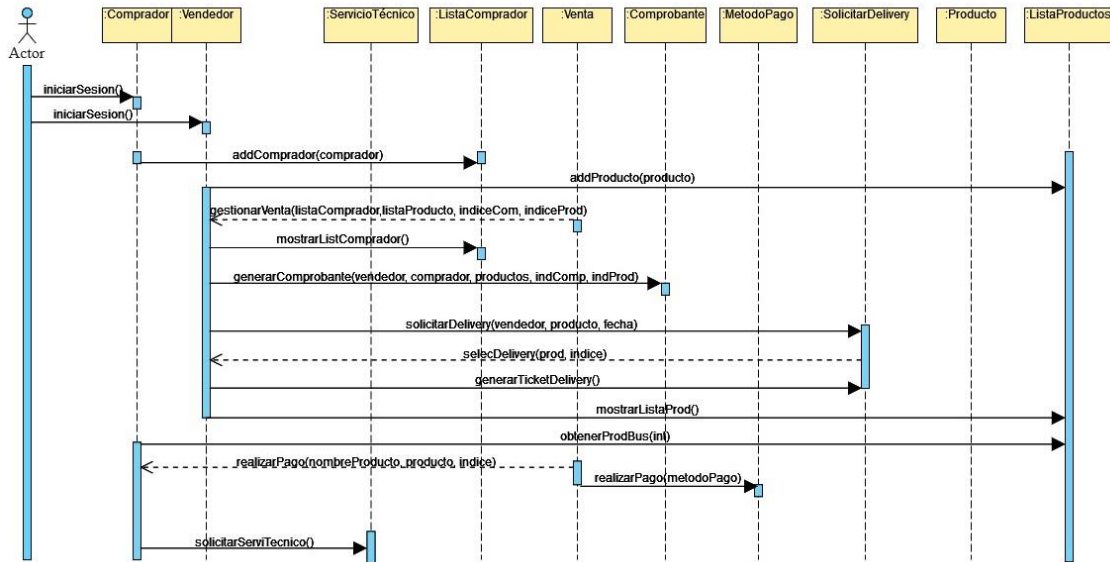 :Comprador
:Vendedor
:ServicioTécnico
:ListaComprador
:Venta
:Comprobante
:MetodoPago
:SolicitarDelivery
:Producto
:ListaProductos
Actor
iniciarSesion()
iniciarSesion()
addComprador(comprador)
addProducto(producto)
gestionarVenta(listaComprador,listaProducto, indiceCom, indiceProd)
mostrarListComprador()
generarComprobante(vendedor, comprador, productos, indComp, indProd)
solicitarDelivery(vendedor, producto, fecha)
selecDelivery(prod, indice)
generarTicketDelivery()
mostrarListaProd()
obtenerProdBus(int)
realizarPago(nombreProducto, producto, indice)
realizarPago(metodoPago)
solicitarServiTecnico()